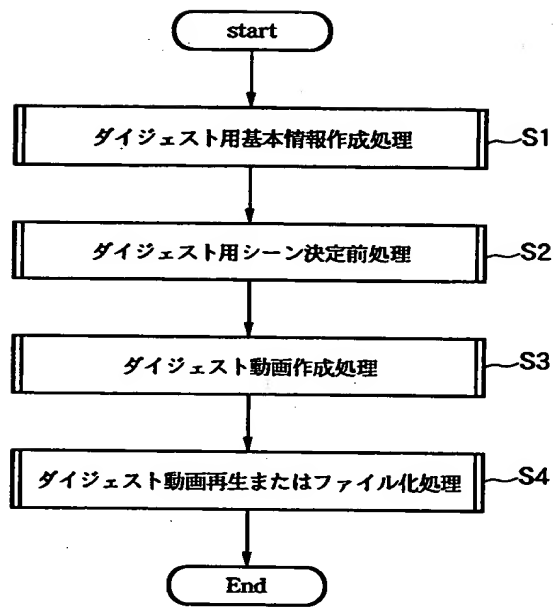 start
ダイジェスト用基本情報作成処理
S1
ダイジェスト用シーン決定前処理
S2
ダイジェスト動画作成処理
S3
ダイジェスト動画再生またはファイル化処理
S4
End